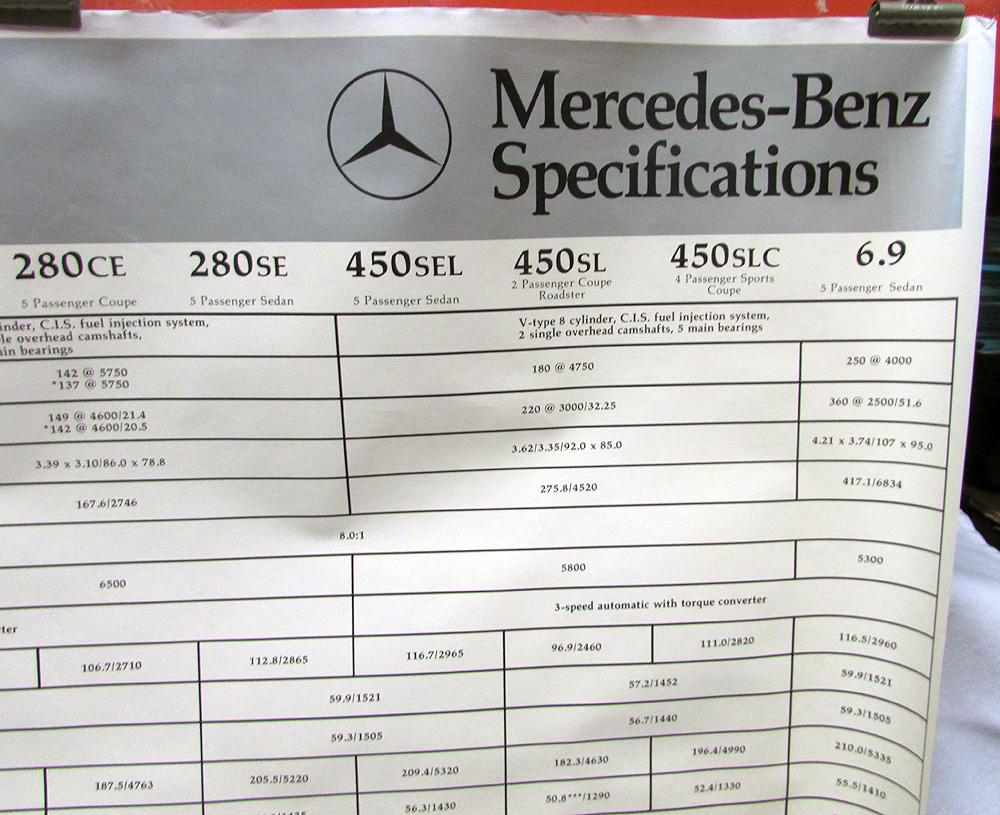 Mercedes-Benz
Specifications
280CE 280SE 450SEL 450SL 450SLC 6.9
5 Passenger Coupe 5 Passenger Sedan 5 Passenger Sedan 2 Passenger Coupe Roadster 4 Passenger Sports Coupe 5 Passenger Sedan
inder, C.I.S. fuel injection system,
le overhead camshafts,
ain bearings
V-type 8 cylinder, C.I.S. fuel injection system,
2 single overhead camshafts, 5 main bearings
142 @ 5750
*137 @ 5750
180 @ 4750
250 @ 4000
149 @ 4600/21.4
*142 @ 4600/20.5
220 @ 3000/32.25
360 @ 2500/51.6
3.39 x 3.10/86.0 x 78.8
3.62/3.35/92.0 x 85.0
4.21 x 3.74/107 x 95.0
167.6/2746
275.8/4520
417.1/6834
8.0:1
6500
5800
5300
ter
3-speed automatic with torque converter
106.7/2710 112.8/2865 116.7/2965 96.9/2460 111.0/2820 116.5/2960
59.9/1521 57.2/1452 59.9/1521
59.3/1505 56.7/1440 59.3/1505
187.5/4763 205.5/5220 209.4/5320 182.3/4630 196.4/4990 210.0/5335
56.3/1430 50.8***/1290 52.4/1330 55.5/1410